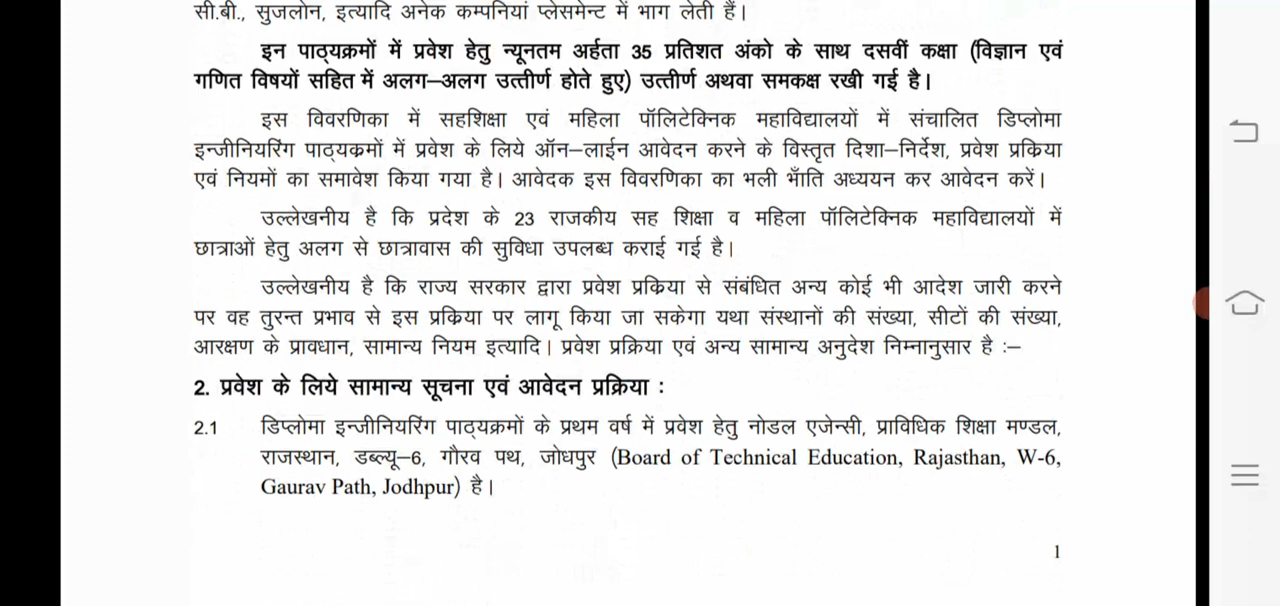 सी.बी., सुजलोन, इत्यादि अनेक कम्पनियां प्लेसमेन्ट में भाग लेती हैं।
इन पाठ्यक्रमों में प्रवेश हेतु न्यूनतम अर्हता 35 प्रतिशत अंको के साथ दसवीं कक्षा (विज्ञान एवं
गणित विषयों सहित में अलग–अलग उत्तीर्ण होते हुए) उत्तीर्ण अथवा समकक्ष रखी गई है।
इस विवरणिका में सहशिक्षा एवं महिला पॉलिटेक्निक महाविद्यालयों में संचालित डिप्लोमा
इन्जीनियरिंग पाठ्यक्रमों में प्रवेश के लिये ऑन–लाईन आवेदन करने के विस्तृत दिशा–निर्देश, प्रवेश प्रकिया
एवं नियमों का समावेश किया गया है। आवेदक इस विवरणिका का भली भाँति अध्ययन कर आवेदन करें।
उल्लेखनीय है कि प्रदेश के 23 राजकीय सह शिक्षा व महिला पॉलिटेक्निक महाविद्यालयों में
छात्राओं हेतु अलग से छात्रावास की सुविधा उपलब्ध कराई गई है।
उल्लेखनीय है कि राज्य सरकार द्वारा प्रवेश प्रकिया से संबंधित अन्य कोई भी आदेश जारी करने
पर वह तुरन्त प्रभाव से इस प्रकिया पर लागू किया जा सकेगा यथा संस्थानों की संख्या, सीटों की संख्या,
आरक्षण के प्रावधान, सामान्य नियम इत्यादि। प्रवेश प्रक्रिया एवं अन्य सामान्य अनुदेश निम्नानुसार है :–
2. प्रवेश के लिये सामान्य सूचना एवं आवेदन प्रक्रिया :
2.1 डिप्लोमा इन्जीनियरिंग पाठ्यक्रमों के प्रथम वर्ष में प्रवेश हेतु नोडल एजेन्सी, प्राविधिक शिक्षा मण्डल,
राजस्थान, डब्ल्यू–6, गौरव पथ, जोधपुर (Board of Technical Education, Rajasthan, W-6,
Gaurav Path, Jodhpur) है।
1